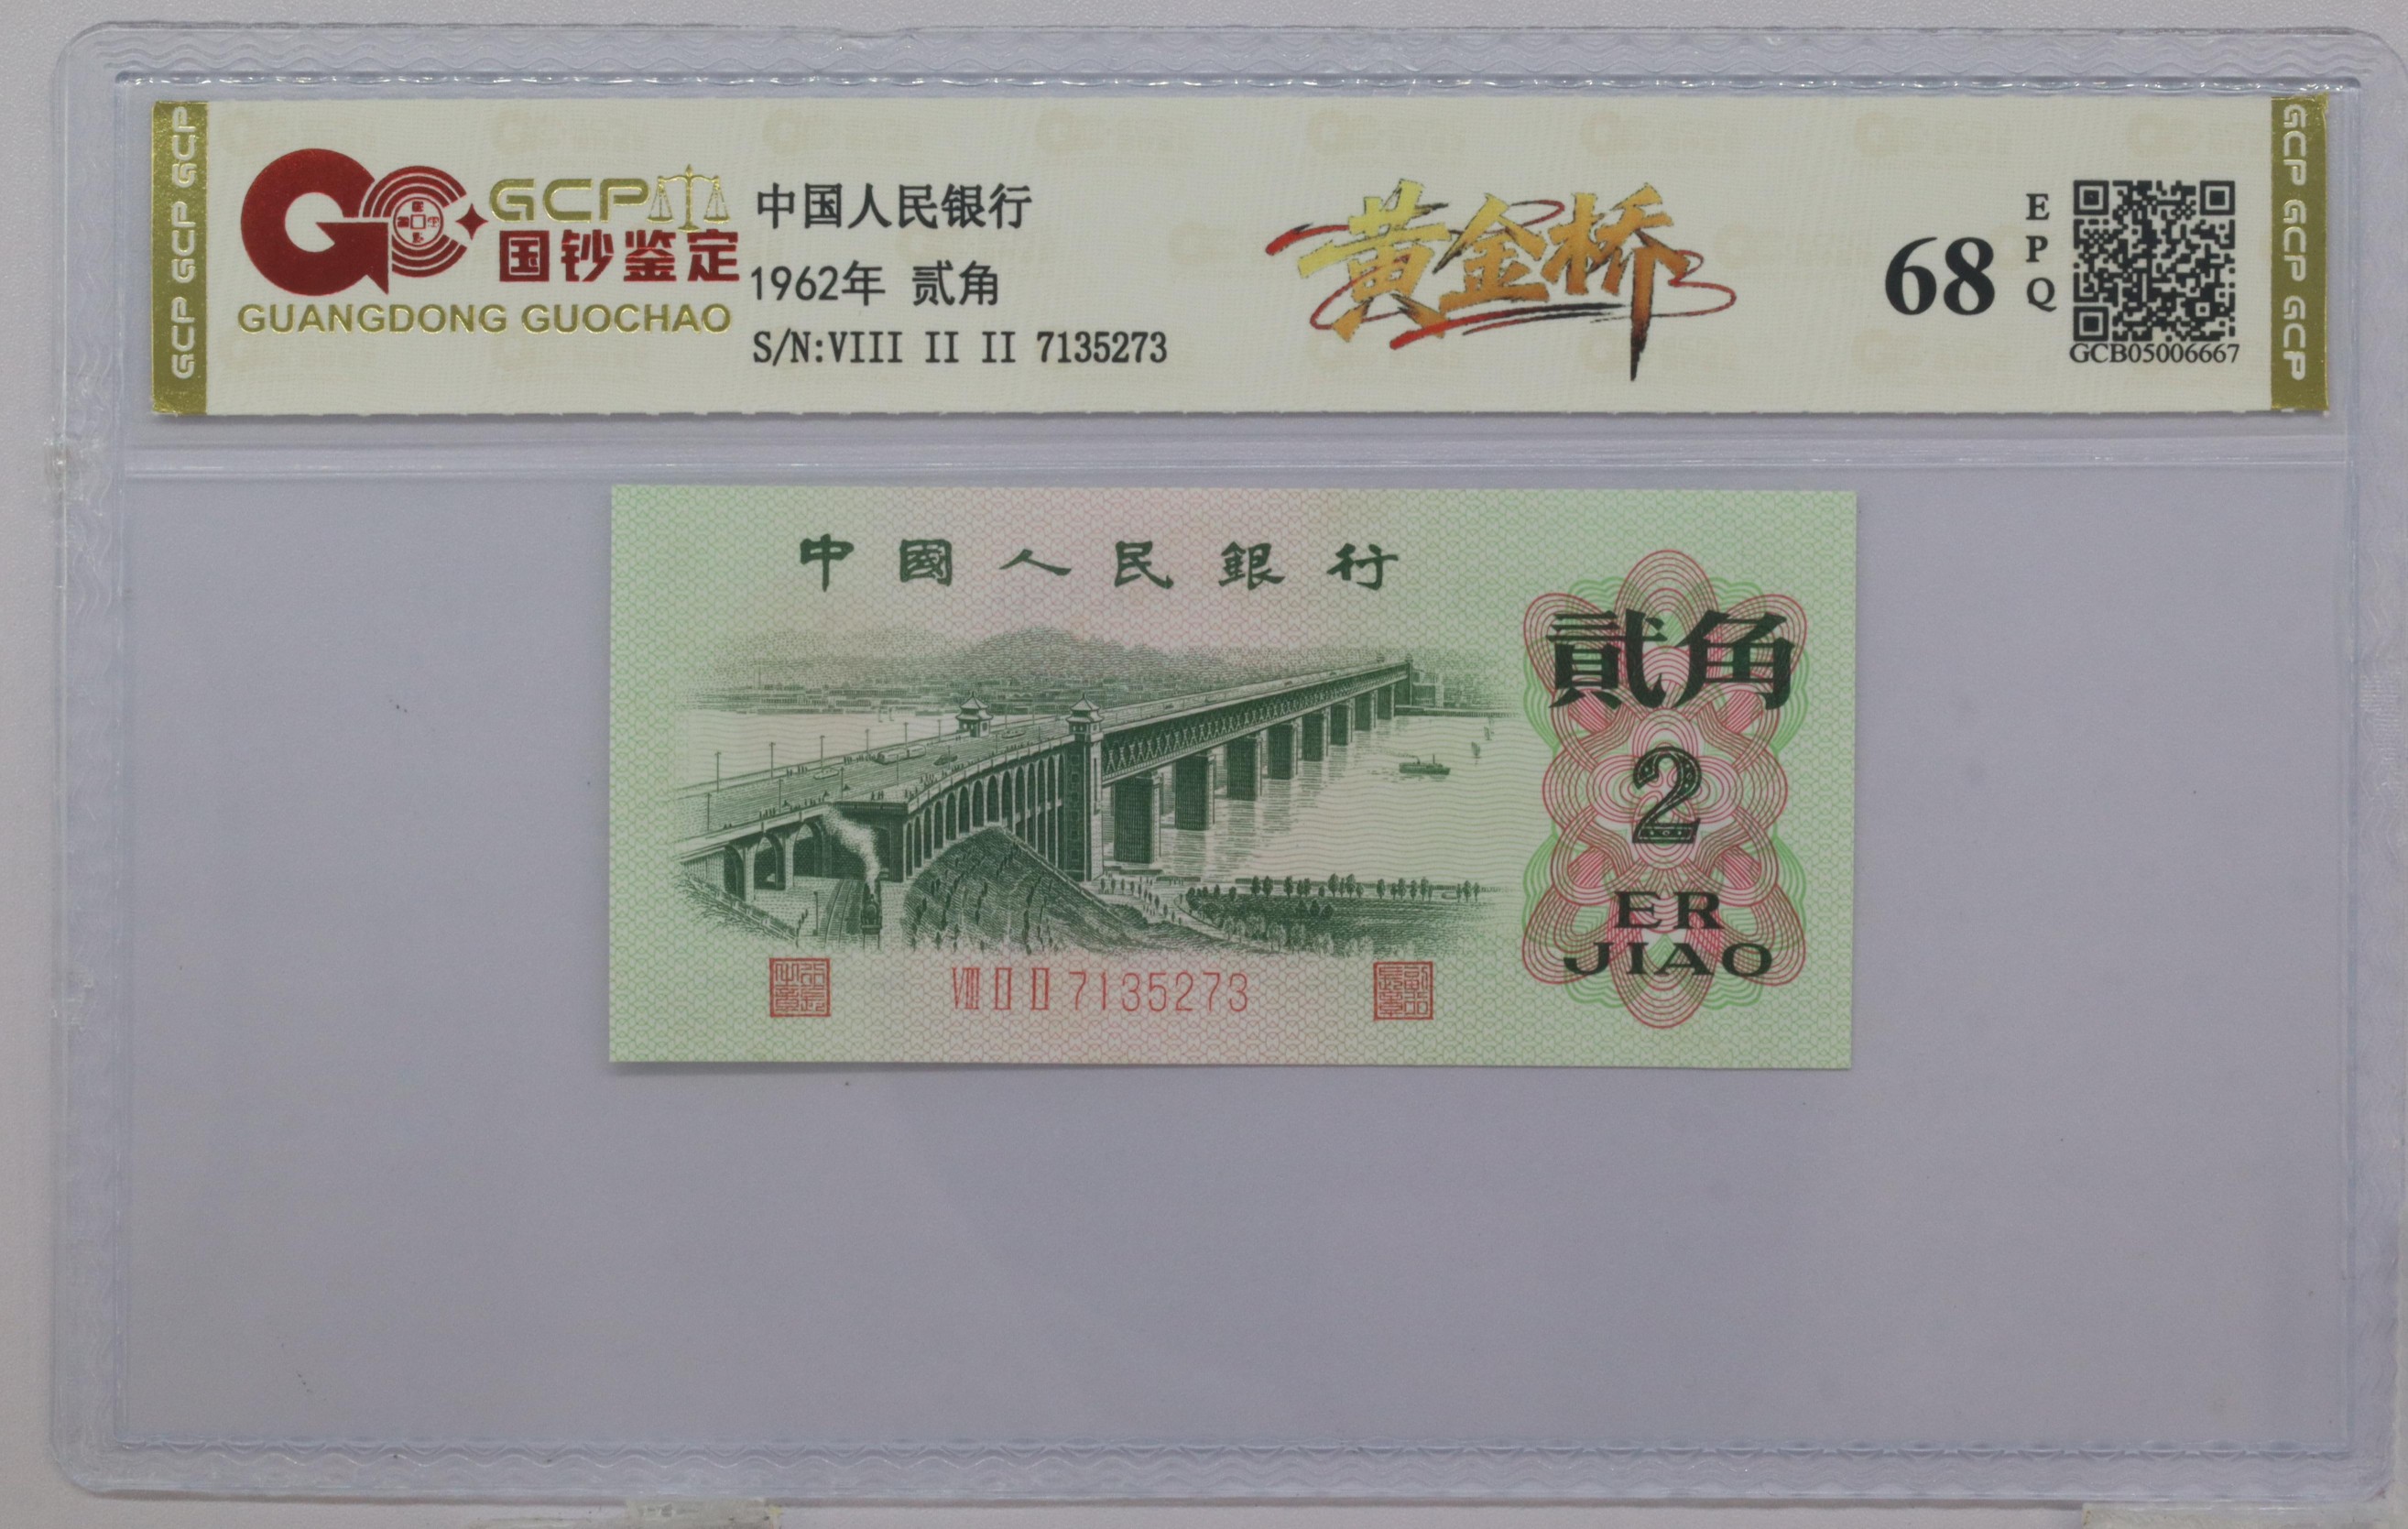 GCP GCP GCP
GCP
国钞鉴定
GUANGDONG GUOCHAO
中国人民银行
1962年 贰角
S/N:VIII II II 7135273
黄金桥
68
EPQ
GCB05006667
GCP GCP GCP
中國人民銀行
貳角
2
ER
JIAO
VIII II II 7135273